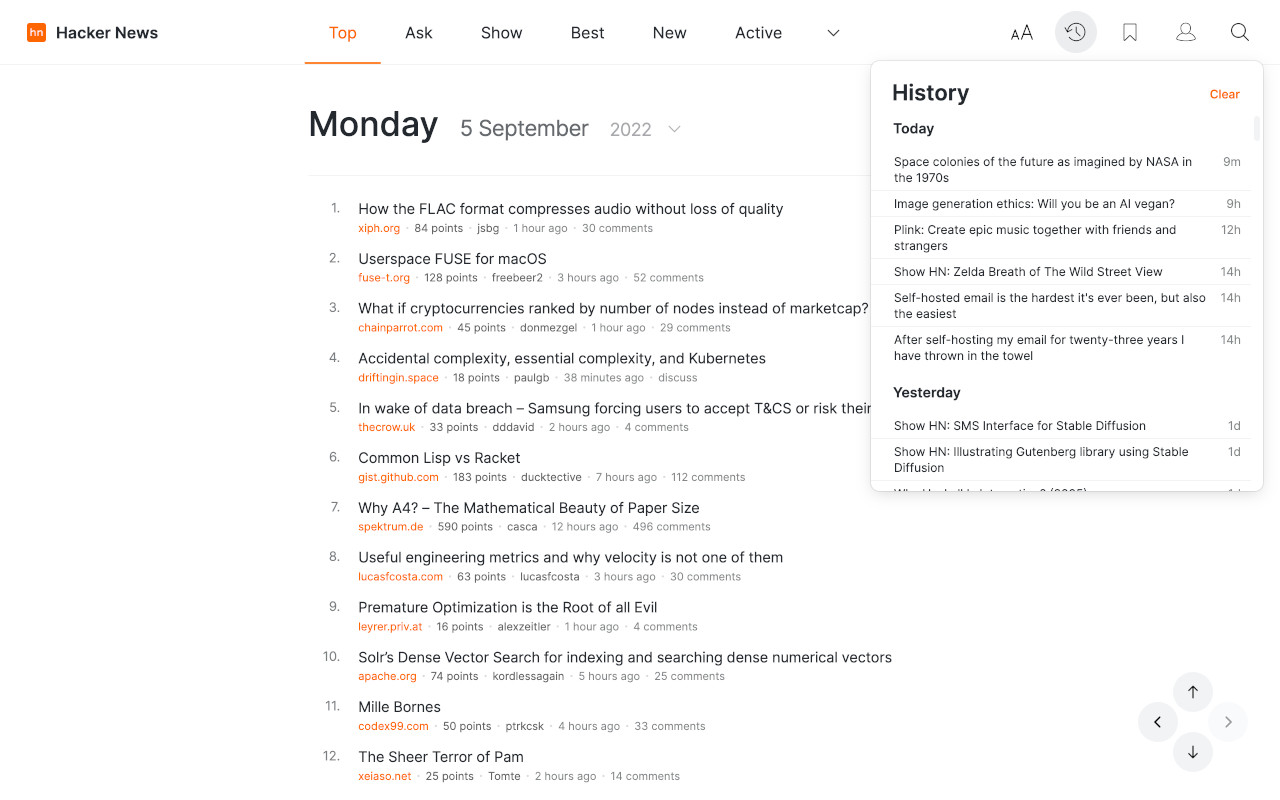 hn Hacker News
Top Ask Show Best New Active
AA
History Clear
Today
Space colonies of the future as imagined by NASA in 9m
the 1970s
Image generation ethics: Will you be an AI vegan? 9h
Plink: Create epic music together with friends and 12h
strangers
Show HN: Zelda Breath of The Wild Street View 14h
Self-hosted email is the hardest it's ever been, but also 14h
the easiest
After self-hosting my email for twenty-three years I 14h
have thrown in the towel
Yesterday
Show HN: SMS Interface for Stable Diffusion 1d
Show HN: Illustrating Gutenberg library using Stable 1d
Diffusion
Monday 5 September 2022
1. How the FLAC format compresses audio without loss of quality
xiph.org · 84 points · jsbg · 1 hour ago · 30 comments
2. Userspace FUSE for macOS
fuse-t.org · 128 points · freebeer2 · 3 hours ago · 52 comments
3. What if cryptocurrencies ranked by number of nodes instead of marketcap?
chainparrot.com · 45 points · donmezgel · 1 hour ago · 29 comments
4. Accidental complexity, essential complexity, and Kubernetes
driftingin.space · 18 points · paulgb · 38 minutes ago · discuss
5. In wake of data breach – Samsung forcing users to accept T&CS or risk their
thecrow.uk · 33 points · dddavid · 2 hours ago · 4 comments
6. Common Lisp vs Racket
gist.github.com · 183 points · ducktective · 7 hours ago · 112 comments
7. Why A4? – The Mathematical Beauty of Paper Size
spektrum.de · 590 points · casca · 12 hours ago · 496 comments
8. Useful engineering metrics and why velocity is not one of them
lucasfcosta.com · 63 points · lucasfcosta · 3 hours ago · 30 comments
9. Premature Optimization is the Root of all Evil
leyrer.priv.at · 16 points · alexzeitler · 1 hour ago · 4 comments
10. Solr’s Dense Vector Search for indexing and searching dense numerical vectors
apache.org · 74 points · kordlessagain · 5 hours ago · 25 comments
11. Mille Bornes
codex99.com · 50 points · ptrkcsk · 4 hours ago · 33 comments
12. The Sheer Terror of Pam
xeiaso.net · 25 points · Tomte · 2 hours ago · 14 comments